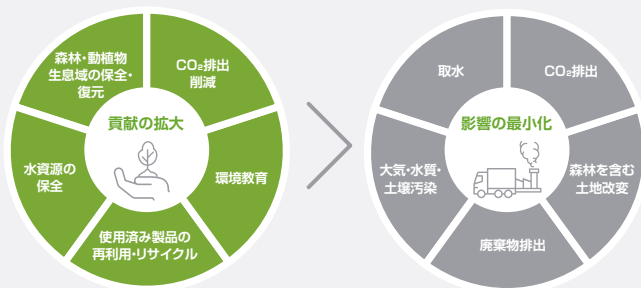 森林・動植物
生息域の保全・
復元
CO₂排出
削減
貢献の拡大
水資源の
保全
環境教育
使用済み製品の
再利用・リサイクル
取水
CO₂排出
影響の最小化
大気・水質・
土壌汚染
森林を含む
土地改変
廃棄物排出